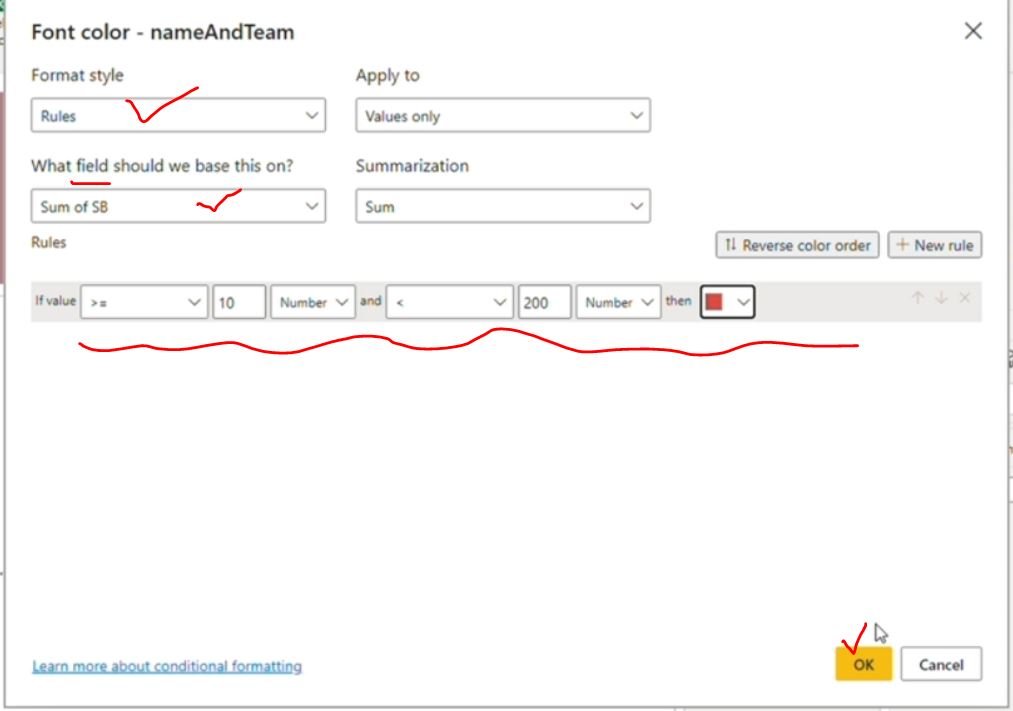 Font color - nameAndTeam
Format style
Apply to
Rules
Values only
What field should we base this on?
Summarization
Sum of SB
Sum
Rules
Reverse color order
New rule
If value >= 10 Number and < 200 Number then
Learn more about conditional formatting
OK
Cancel